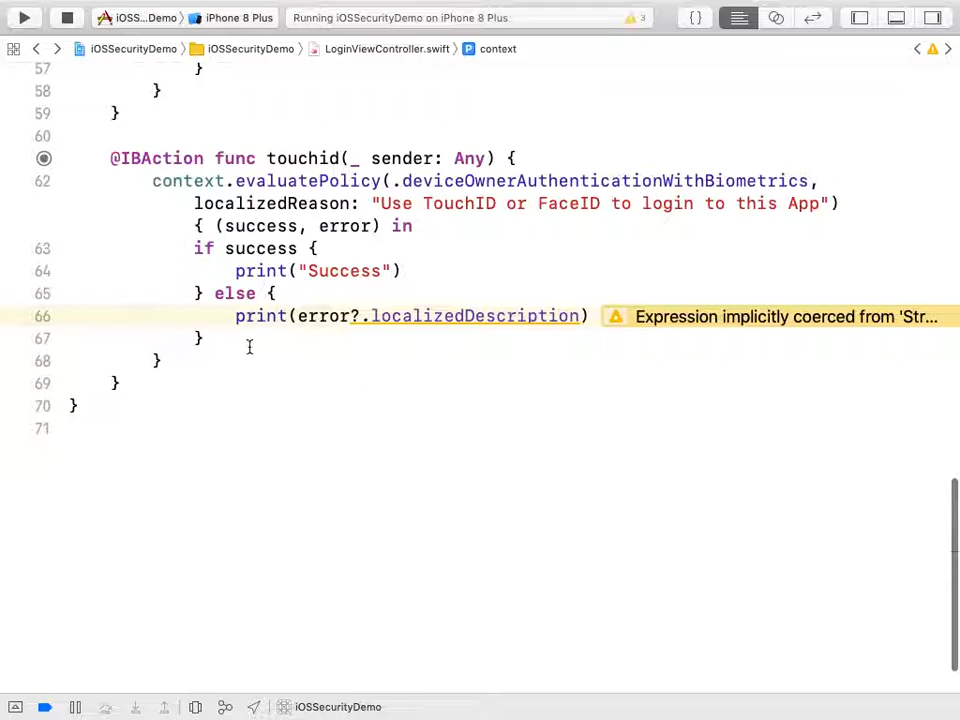 iOSS...Demo iPhone 8 Plus Running iOSSecurityDemo on iPhone 8 Plus 3
iOSSecurityDemo iOSSecurityDemo LoginViewController.swift P context
57 }
58 }
59 }
60
@IBAction func touchid(_ sender: Any) {
62 context.evaluatePolicy(.deviceOwnerAuthenticationWithBiometrics,
localizedReason: "Use TouchID or FaceID to login to this App")
{ (success, error) in
63 if success {
64 print("Success")
65 } else {
66 print(error?.localizedDescription) Expression implicitly coerced from 'Str...
67 }
68 }
69 }
70 }
71
iOSSecurityDemo